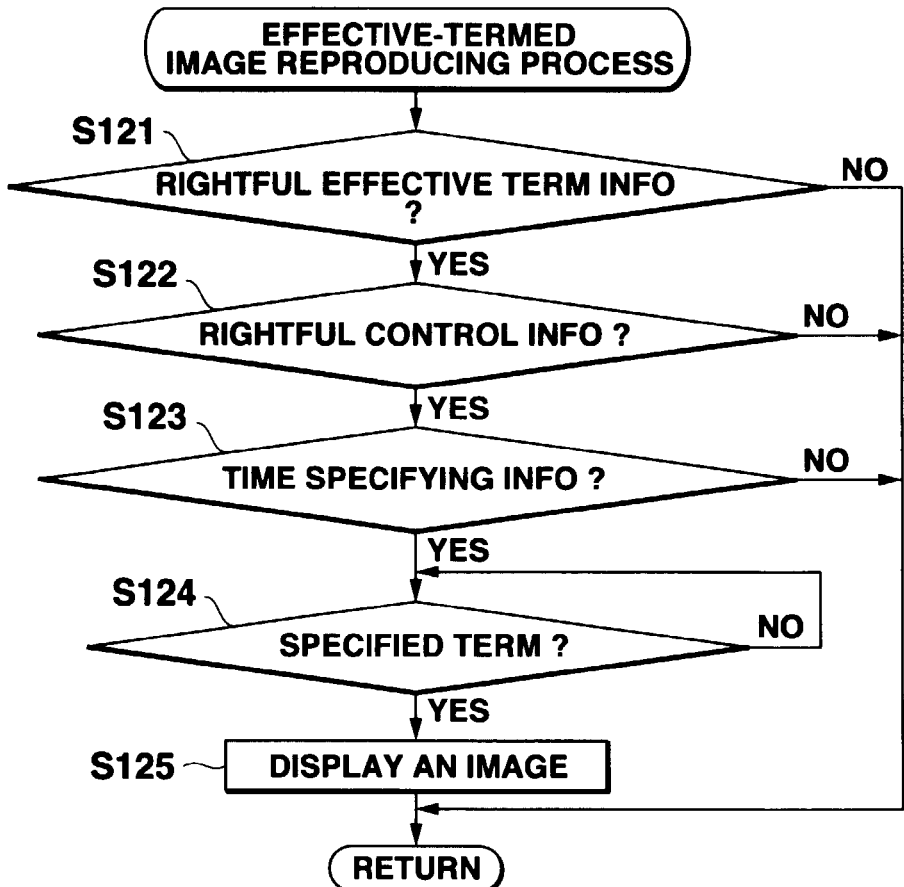 EFFECTIVE-TERMED
IMAGE REPRODUCING PROCESS
S121
RIGHTFUL EFFECTIVE TERM INFO
?
NO
YES
S122
RIGHTFUL CONTROL INFO ?
NO
YES
S123
TIME SPECIFYING INFO ?
NO
YES
S124
SPECIFIED TERM ?
NO
YES
S125
DISPLAY AN IMAGE
RETURN